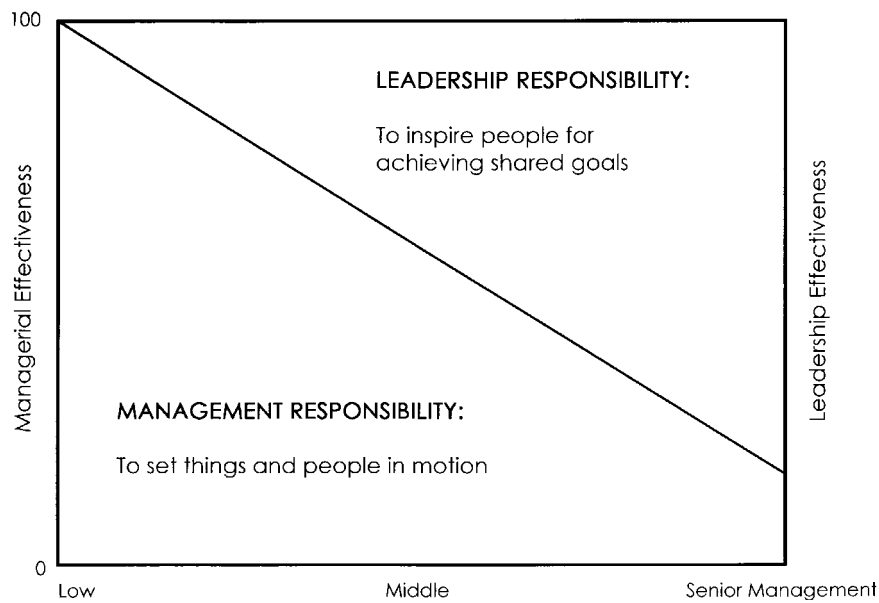 100
LEADERSHIP RESPONSIBILITY:
To inspire people for
achieving shared goals
Managerial Effectiveness
Leadership Effectiveness
MANAGEMENT RESPONSIBILITY:
To set things and people in motion
0
Low
Middle
Senior Management